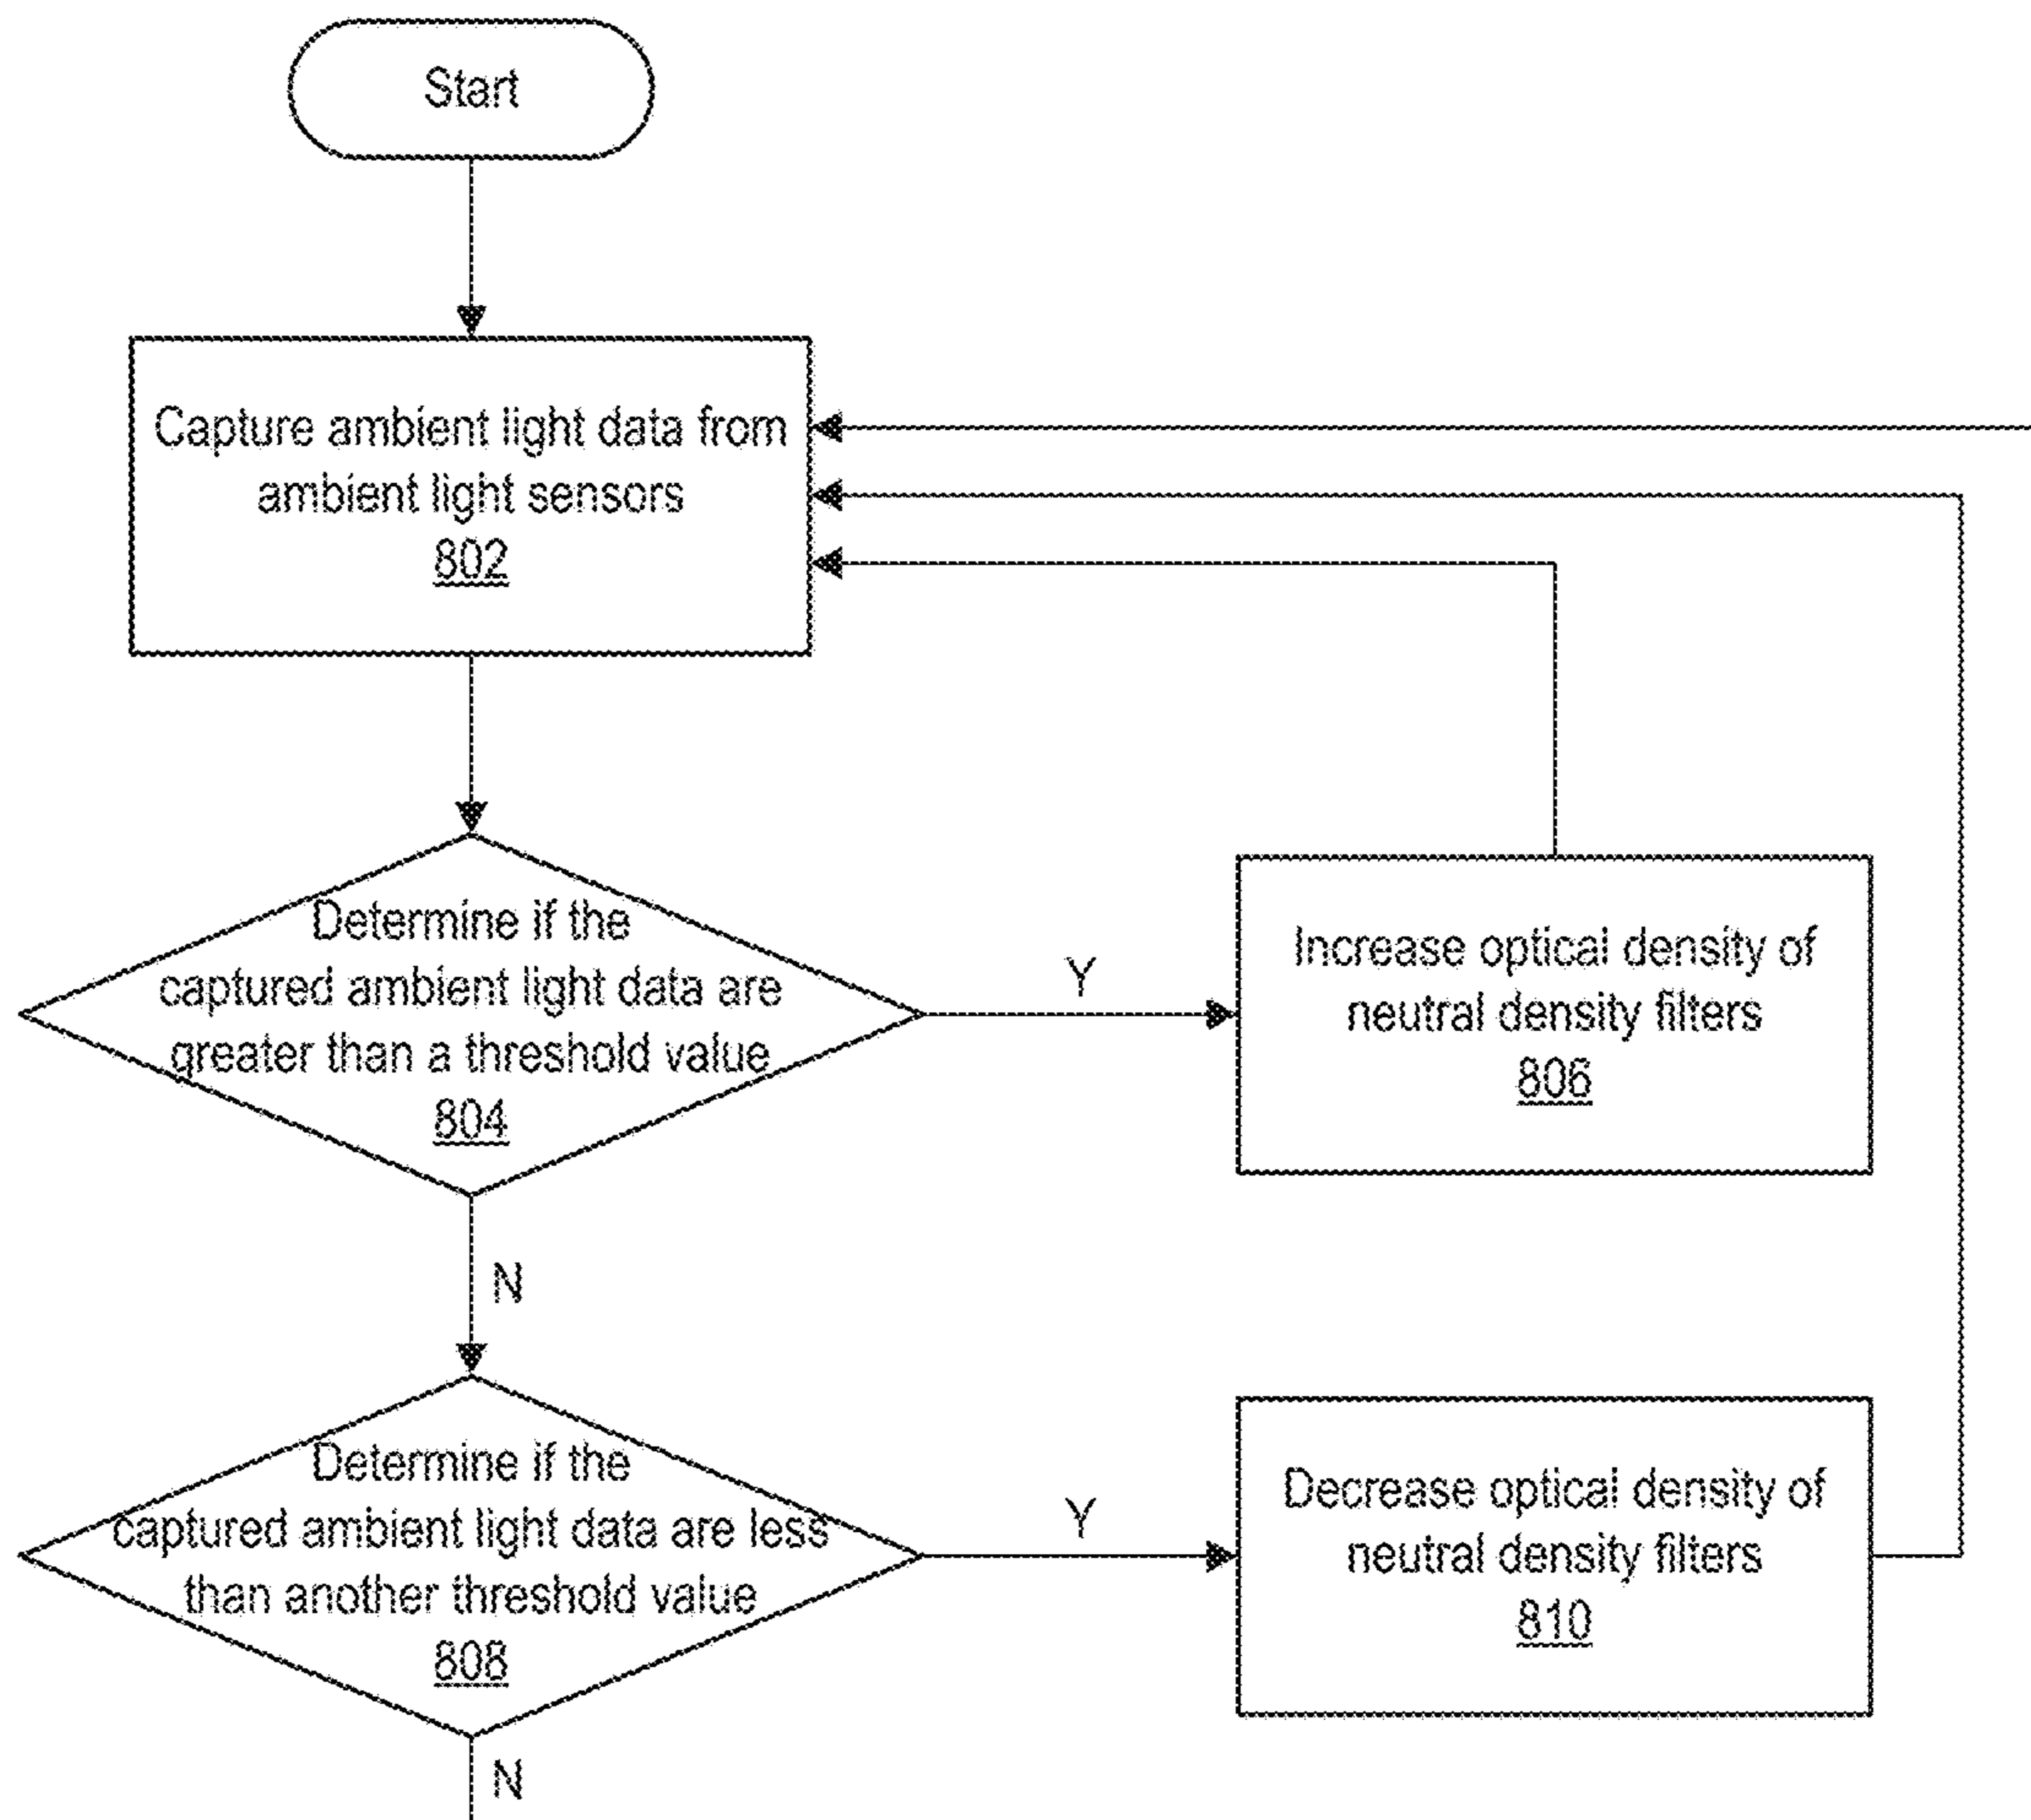 Start
Capture ambient light data from
ambient light sensors
802
Determine if the
captured ambient light data are
greater than a threshold value
804
Y
Increase optical density of
neutral density filters
806
N
Determine if the
captured ambient light data are less
than another threshold value
808
Y
Decrease optical density of
neutral density filters
810
N